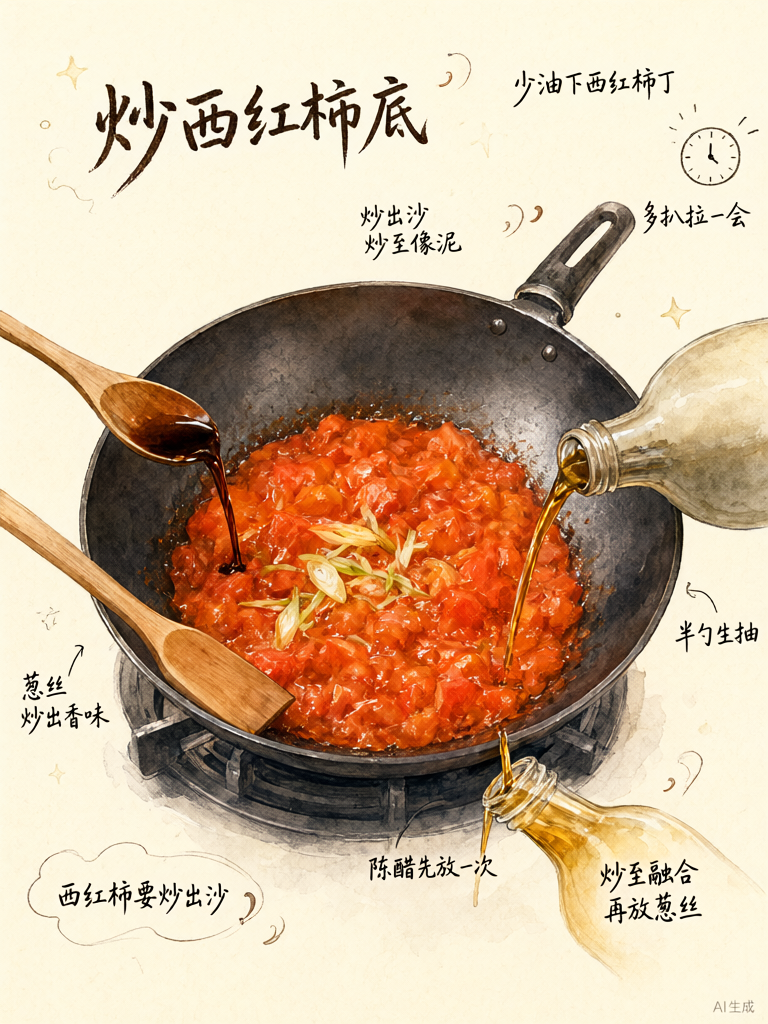 炒西红柿底
少油下西红柿丁
炒出沙
炒至像泥
多扒拉一会
半勺生抽
葱丝
炒出香味
陈醋先放一次
炒至融合
再放葱丝
西红柿要炒出沙
AI生成